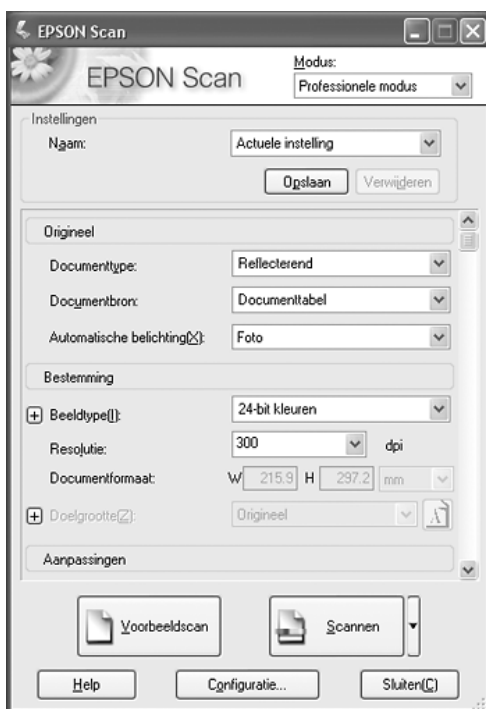 EPSON Scan
EPSON Scan
Modus:
Professionele modus
Instellingen
Naam:
Actuele instelling
Opslaan
Verwijderen
Origineel
Documenttype:
Reflecterend
Documentbron:
Documenttabel
Automatische belichting(X):
Foto
Bestemming
Beeldtype(I):
24-bit kleuren
Resolutie:
300
dpi
Documentformaat:
W 215.9 H 297.2 mm
Doelgrootte(Z):
Origineel
A
Aanpassingen
Voorbeeldscan
Scannen
Help
Configuratie...
Sluiten(C)